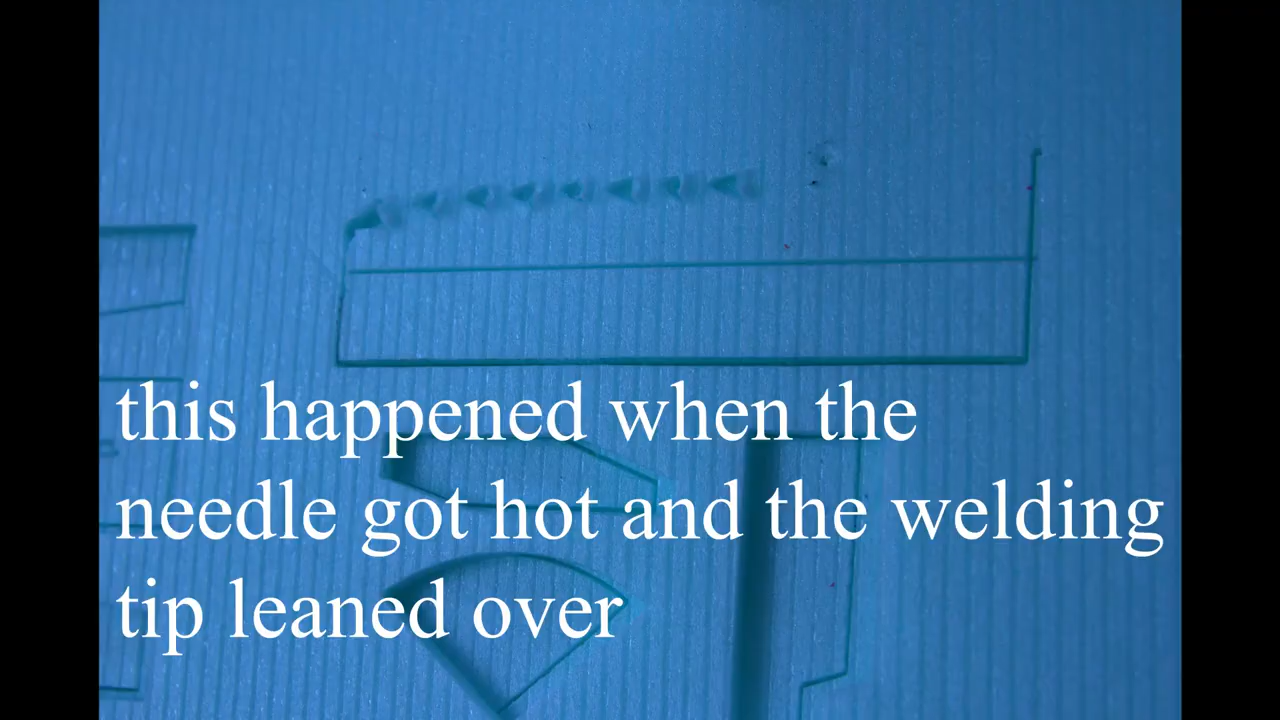 this happened when the
needle got hot and the welding
tip leaned over